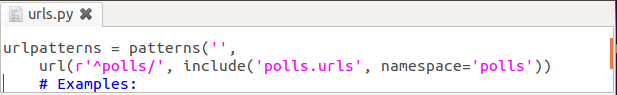 urls.py
urlpatterns = patterns('',
    url(r'^polls/', include('polls.urls', namespace='polls'))
    # Examples: